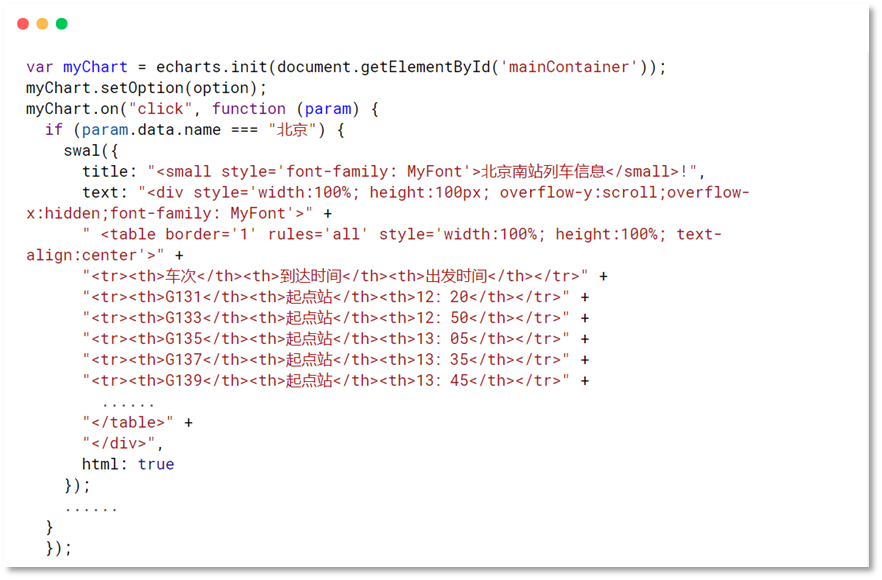 var myChart = echarts.init(document.getElementById('mainContainer'));
myChart.setOption(option);
myChart.on("click", function (param) {
  if (param.data.name === "北京") {
    swal({
      title: "<small style='font-family: MyFont'>北京南站列车信息</small>!",
      text: "<div style='width:100%; height:100px; overflow-y:scroll;overflow-
x:hidden;font-family: MyFont'>" +
      " <table border='1' rules='all' style='width:100%; height:100%; text-
align:center'>" +
      "<tr><th>车次</th><th>到达时间</th><th>出发时间</th></tr>" +
      "<tr><th>G131</th><th>起点站</th><th>12：20</th></tr>" +
      "<tr><th>G133</th><th>起点站</th><th>12：50</th></tr>" +
      "<tr><th>G135</th><th>起点站</th><th>13：05</th></tr>" +
      "<tr><th>G137</th><th>起点站</th><th>13：35</th></tr>" +
      "<tr><th>G139</th><th>起点站</th><th>13：45</th></tr>" +
        ......
      "</table>" +
      "</div>",
      html: true
    });
    ......
  }
  });